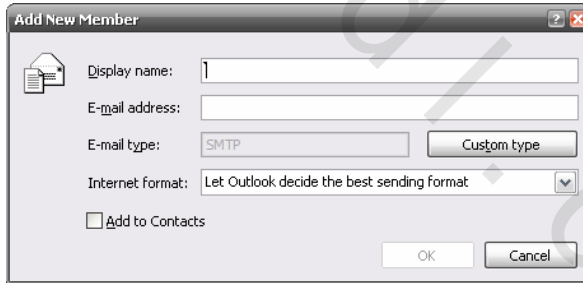 Add New Member
Display name:
E-mail address:
E-mail type: SMTP Custom type
Internet format: Let Outlook decide the best sending format
Add to Contacts
OK Cancel